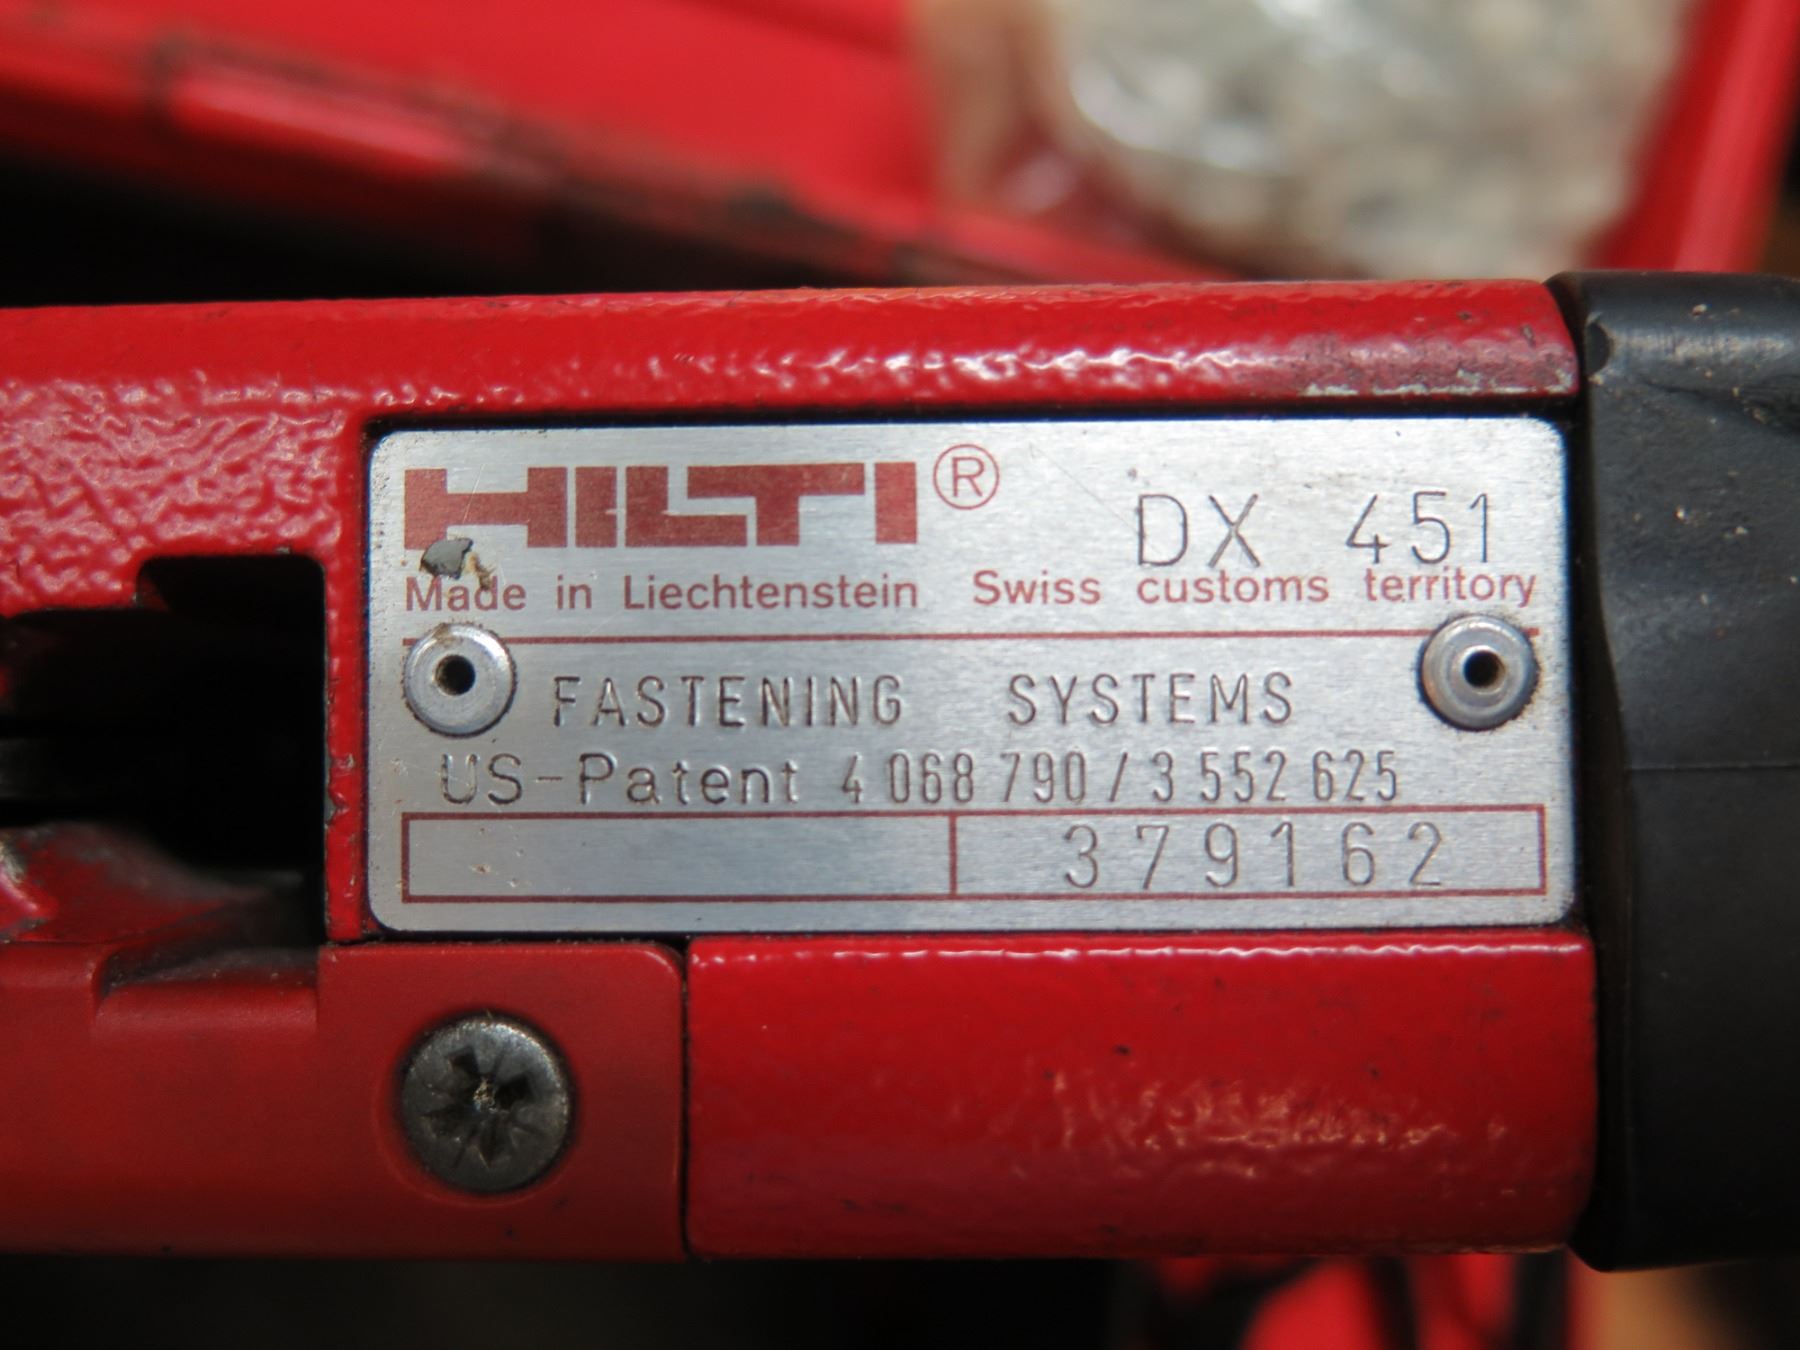 HILTI® DX 451
Made in Liechtenstein Swiss customs territory
FASTENING SYSTEMS
US-Patent 4 068 790 / 3 552 625
379162